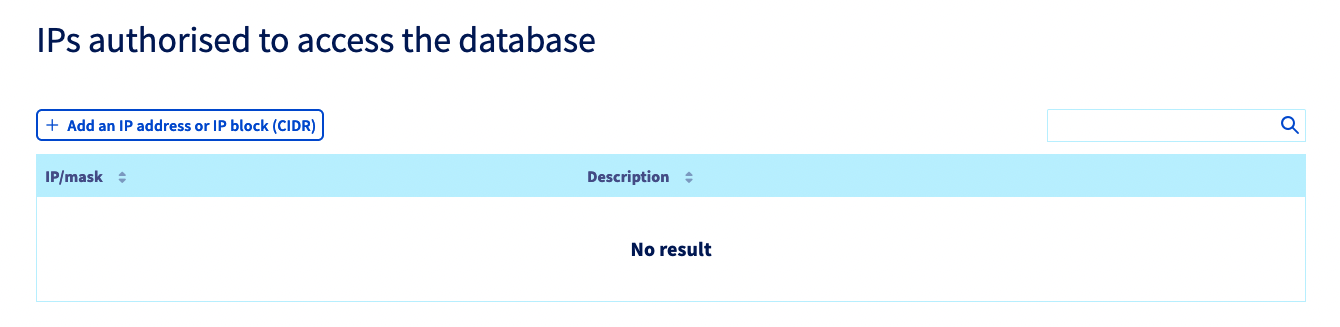 IPs authorised to access the database
+ Add an IP address or IP block (CIDR)
IP/mask Description
No result